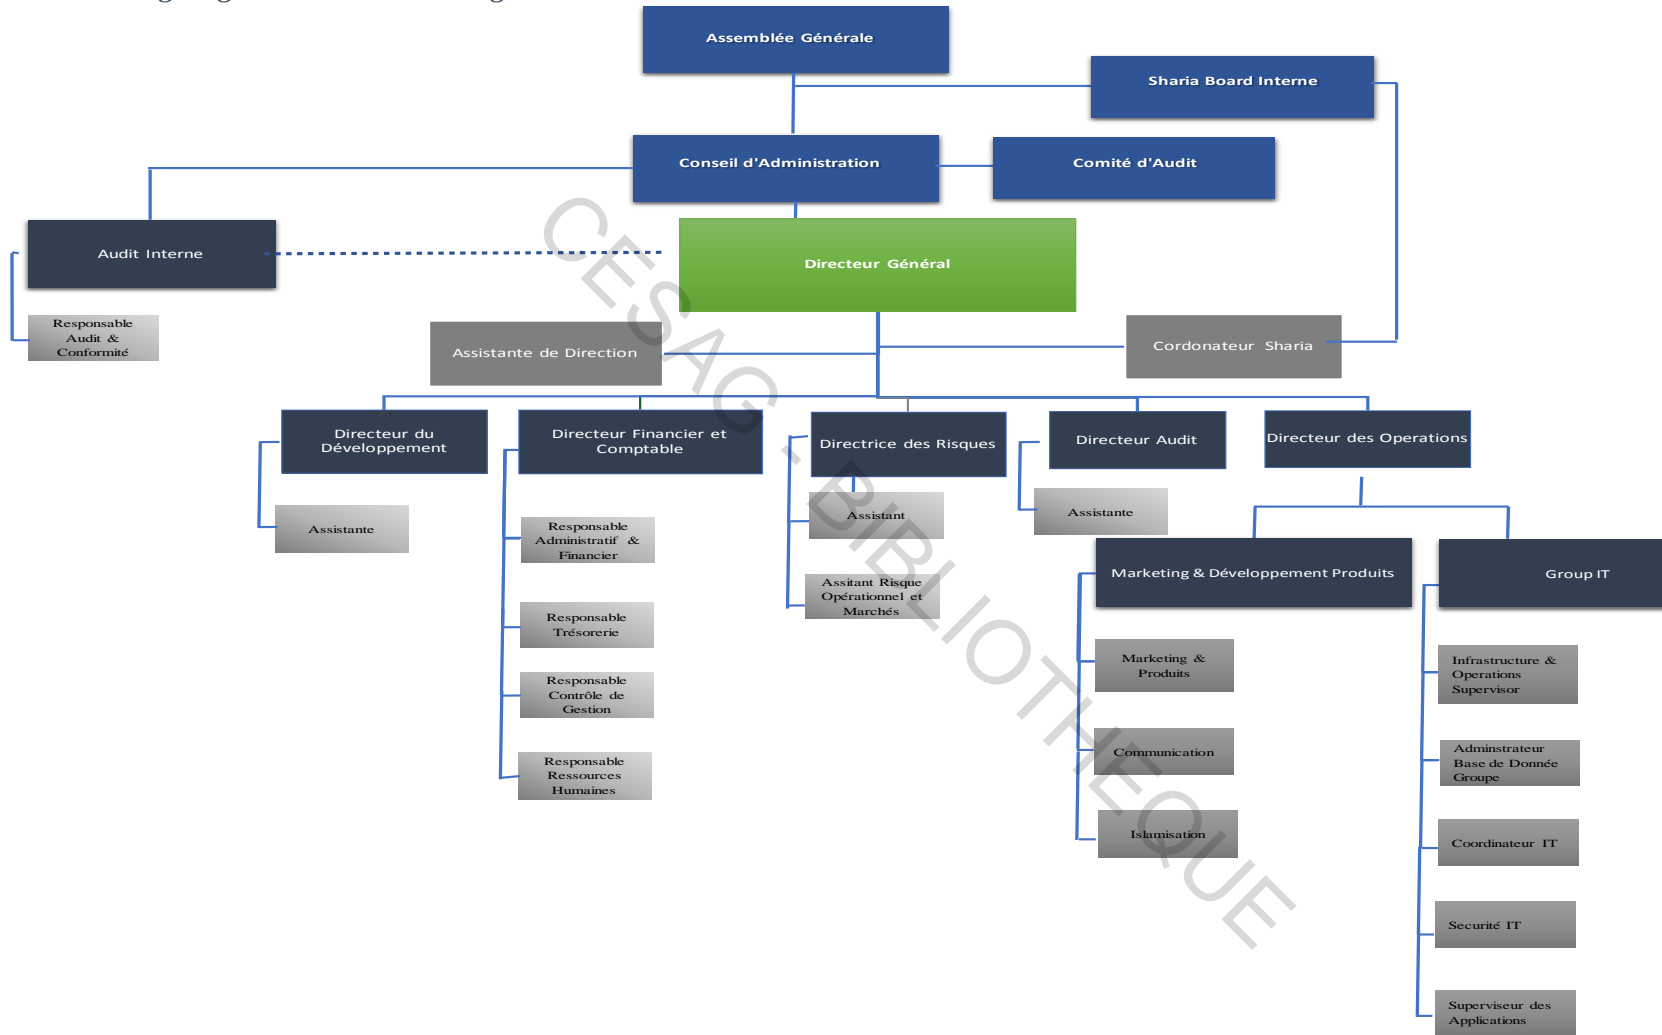 Assemblée Générale
Sharia Board Interne
Conseil d'Administration
Comité d'Audit
Audit Interne
Directeur Général
Responsable
Audit &
Conformité
Assistante de Direction
Cordonateur Sharia
Directeur du
Développement
Directeur Financier et
Comptable
Directrice des Risques
Directeur Audit
Directeur des Operations
Assistante
Responsable
Administratif &
Financier
Responsable
Trésorerie
Responsable
Contrôle de
Gestion
Responsable
Ressources
Humaines
Assistant
Assitant Risque
Opérationnel et
Marchés
Assistante
Marketing & Développement Produits
Group IT
Marketing &
Produits
Communication
Islamisation
Infrastructure &
Operations
Supervisor
Adminstrateur
Base de Donnée
Groupe
Coordinateur IT
Securité IT
Superviseur des
Applications
CESAG - BIBLIOTHEQUE